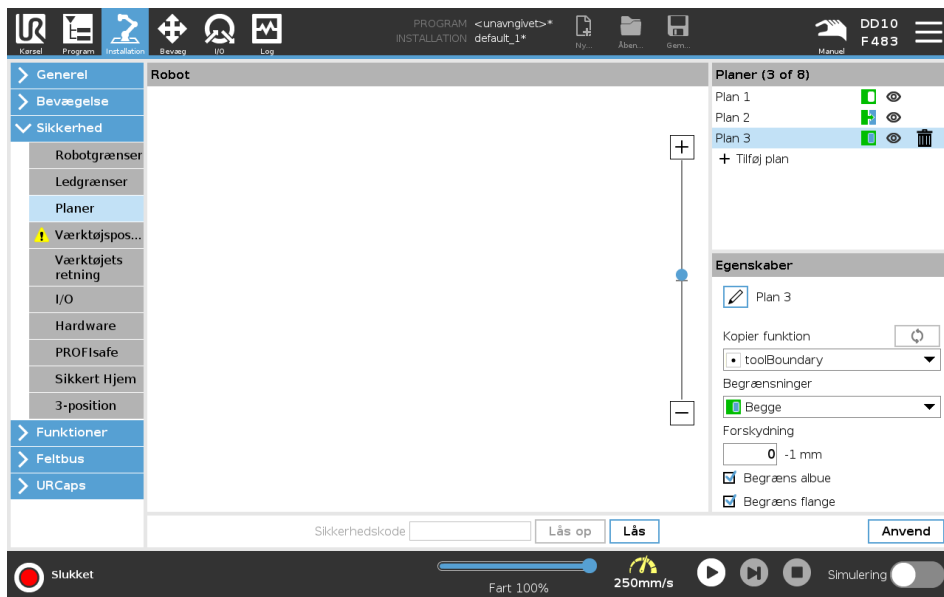 PROGRAM <unavngivet>*
INSTALLATION default_1*
Kørsel Program Installation Bevæg I/O Log
Ny... Åben... Gem...
Manuel
DD10
F483
Generel
Bevægelse
Sikkerhed
Robotgrænser
Ledgrænser
Planer
Værktøjspos...
Værktøjets
retning
I/O
Hardware
PROFIsafe
Sikkert Hjem
3-position
Funktioner
Feltbus
URCaps
Robot
Planer (3 of 8)
Plan 1
Plan 2
Plan 3
+ Tilføj plan
Egenskaber
Plan 3
Kopier funktion
toolBoundary
Begrænsninger
Begge
Forskydning
0 -1 mm
Begræns albue
Begræns flange
Sikkerhedskode Lås op Lås
Anvend
Slukket
Fart 100%
250mm/s
Simulering